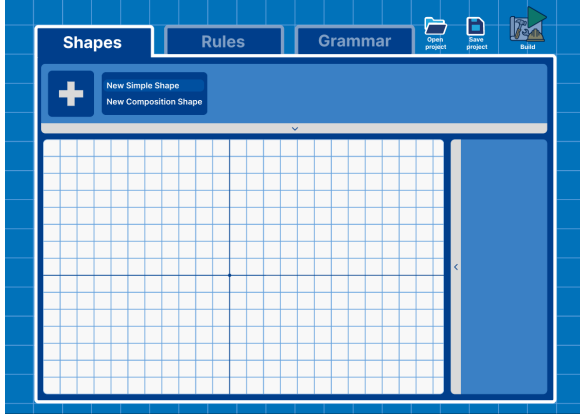 Shapes
Rules
Grammar
Open
project
Save
project
Build
New Simple Shape
New Composition Shape